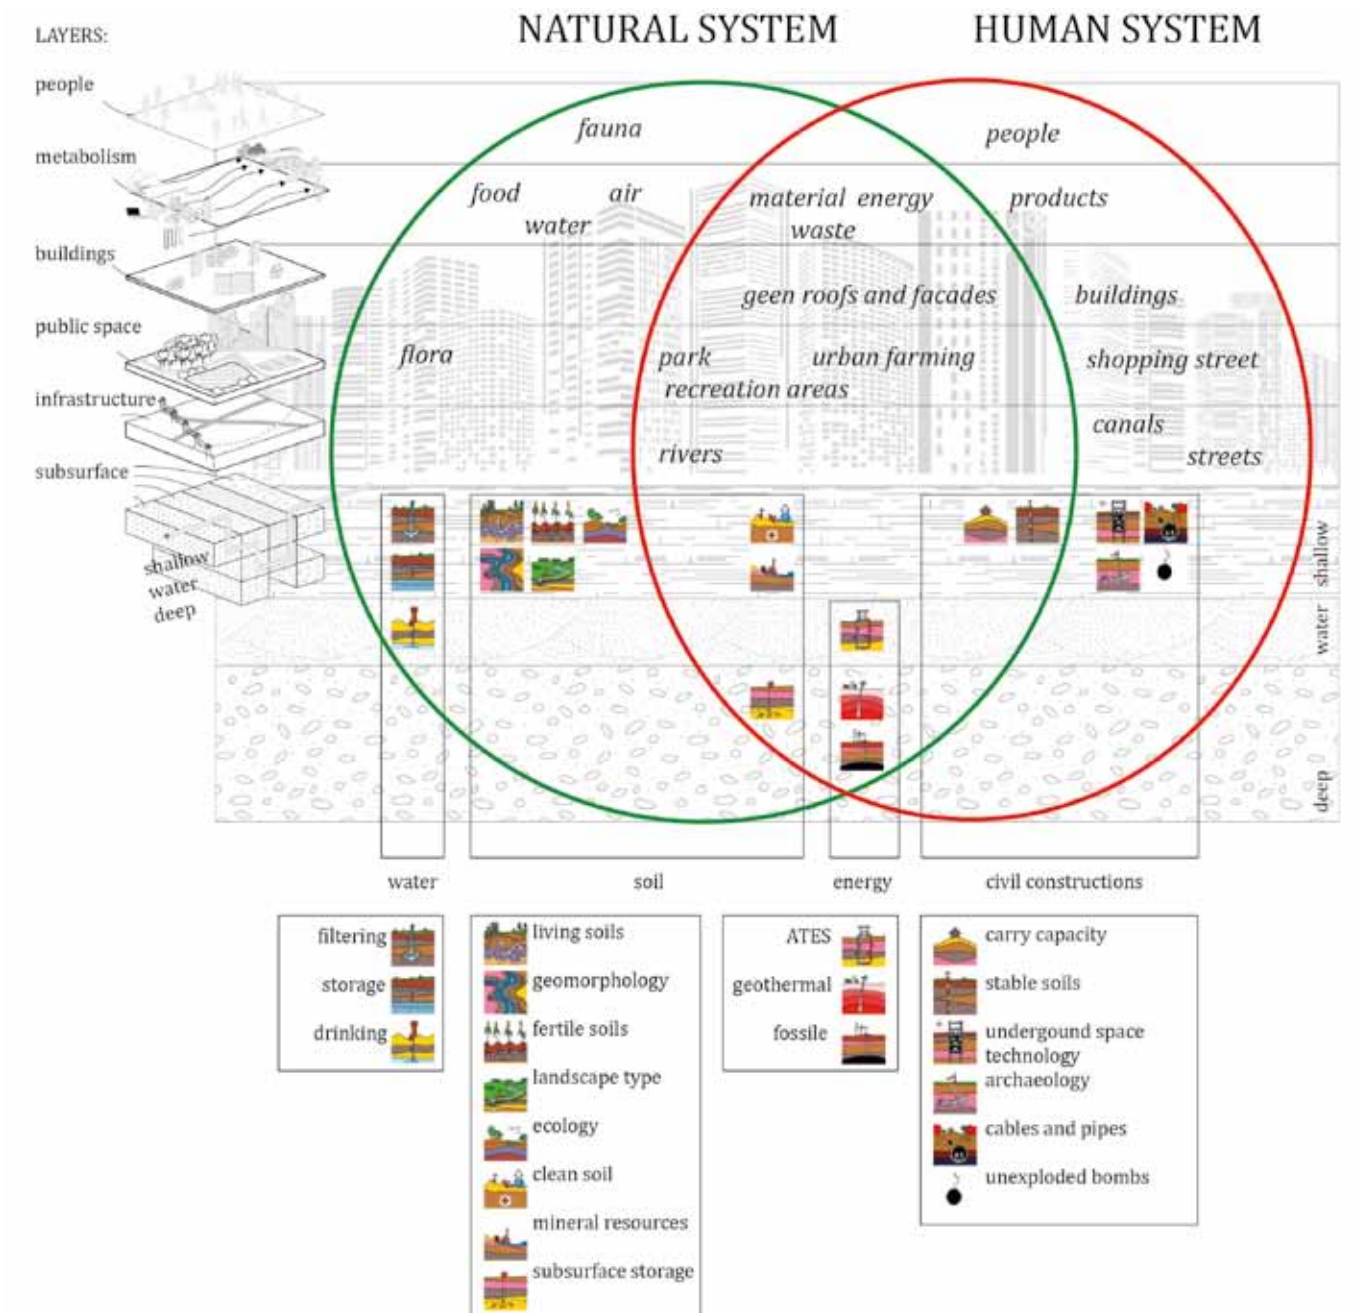 NATURAL SYSTEM
HUMAN SYSTEM
LAYERS:
people
metabolism
buildings
public space
infrastructure
subsurface
shallow
water
deep
fauna
people
food
air
water
material energy
waste
products
geen roofs and facades
buildings
flora
park
urban farming
shopping street
recreation areas
canals
rivers
streets
shallow
water
deep
water
soil
energy
civil constructions
filtering
storage
drinking
living soils
geomorphology
fertile soils
landscape type
ecology
clean soil
mineral resources
subsurface storage
ATES
geothermal
fossile
carry capacity
stable soils
undergound space
technology
archaeology
cables and pipes
unexploded bombs